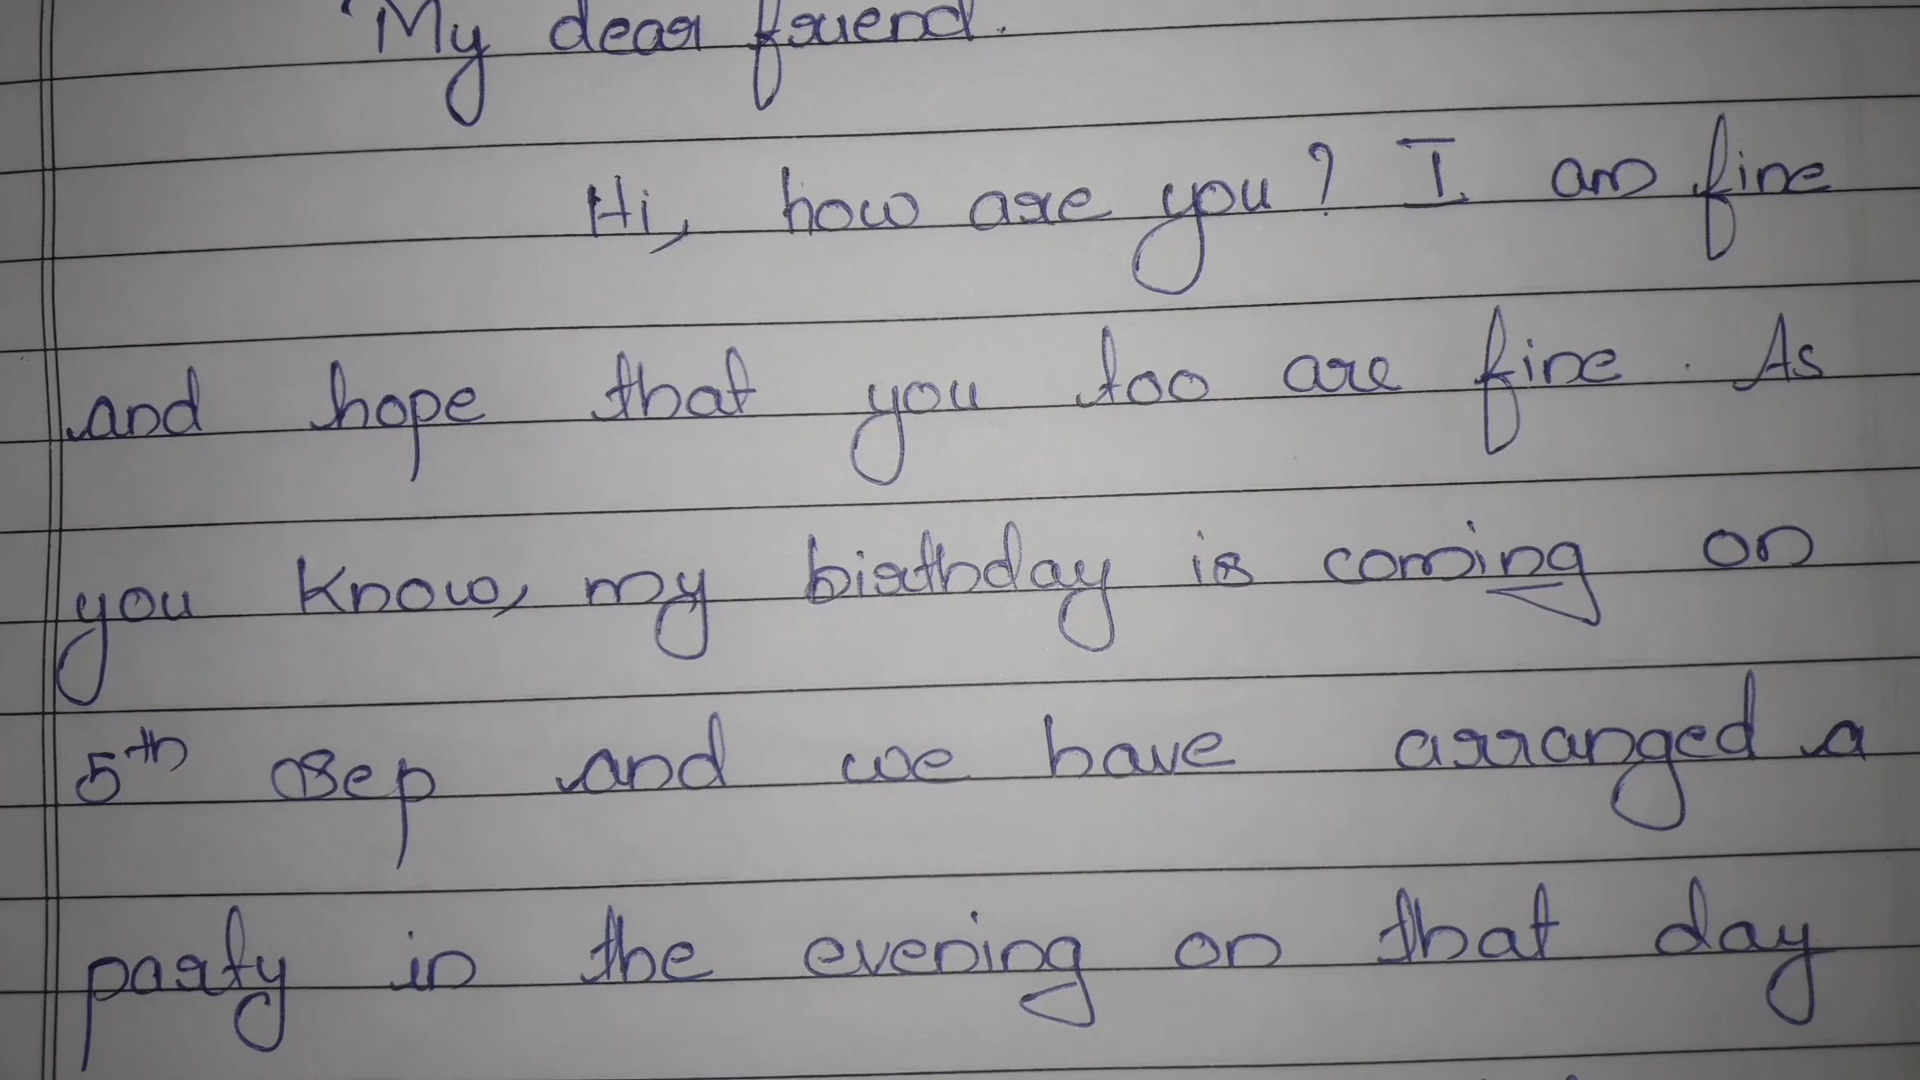 My dear friend.
Hi, how are you? I am fine
and hope that you too are fine. As
you know, my birthday is coming on
5th Sep and we have arranged a
party in the evening on that day